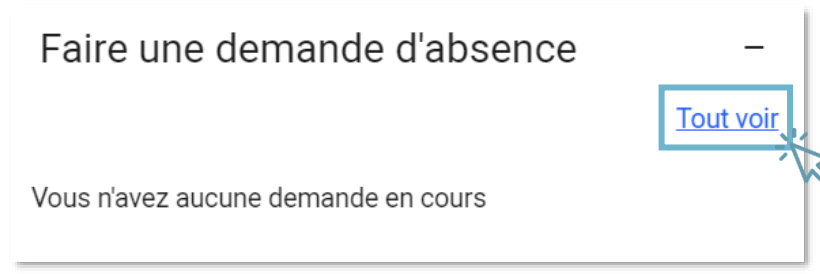 Faire une demande d'absence –
Tout voir
Vous n'avez aucune demande en cours